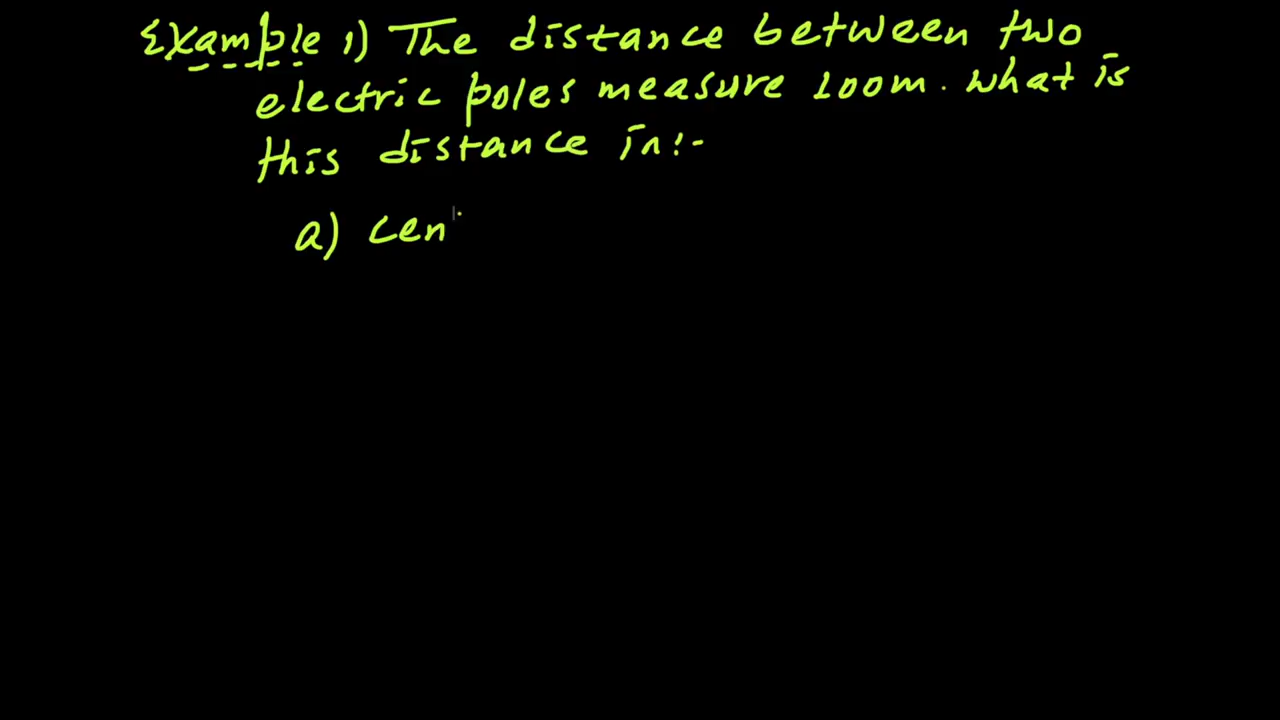 Example 1) The distance between two
electric poles measure 100m. what is
this distance in:-
a) cen